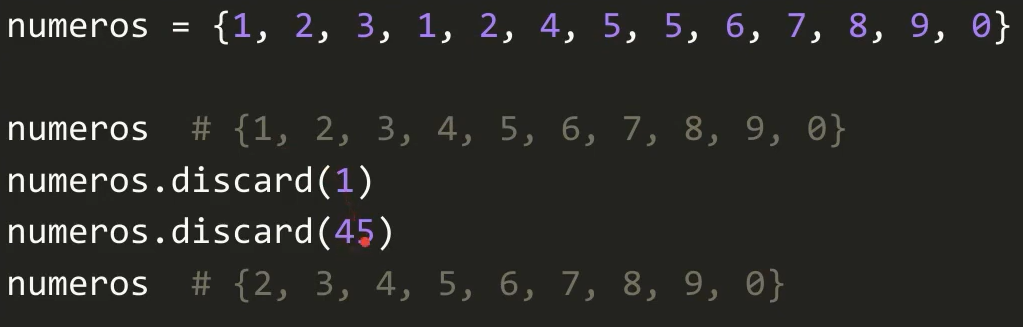 numeros = {1, 2, 3, 1, 2, 4, 5, 5, 6, 7, 8, 9, 0}
numeros # {1, 2, 3, 4, 5, 6, 7, 8, 9, 0}
numeros.discard(1)
numeros.discard(45)
numeros # {2, 3, 4, 5, 6, 7, 8, 9, 0}